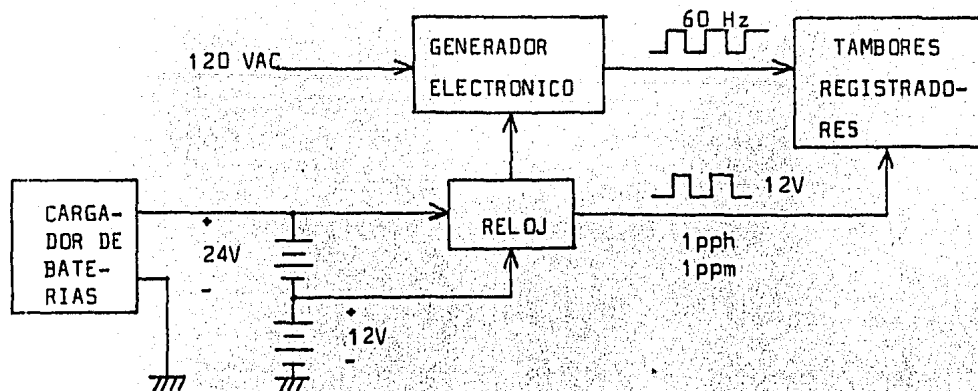 60 Hz
120 VAC
GENERADOR
ELECTRONICO
TAMBORES
REGISTRADO-
RES
CARGA-
DOR DE
BATE-
RIAS
+
24V
-
RELOJ
12V
1pph
1ppm
+
12V
-